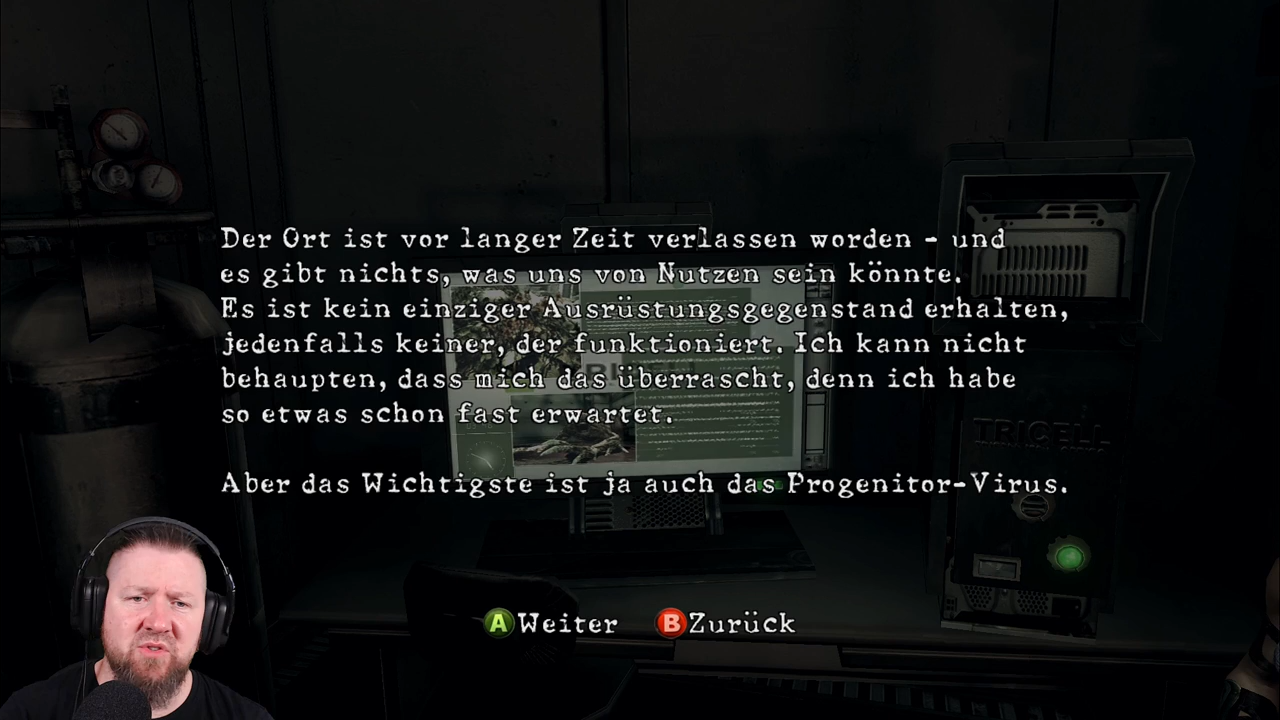 Der Ort ist vor langer Zeit verlassen worden - und
es gibt nichts, was uns von Nutzen sein könnte.
Es ist kein einziger Ausrüstungsgegenstand erhalten,
jedenfalls keiner, der funktioniert. Ich kann nicht
behaupten, dass mich das überrascht, denn ich habe
so etwas schon fast erwartet.
Aber das Wichtigste ist ja auch das Progenitor-Virus.
TRICELL
A Weiter B Zurück